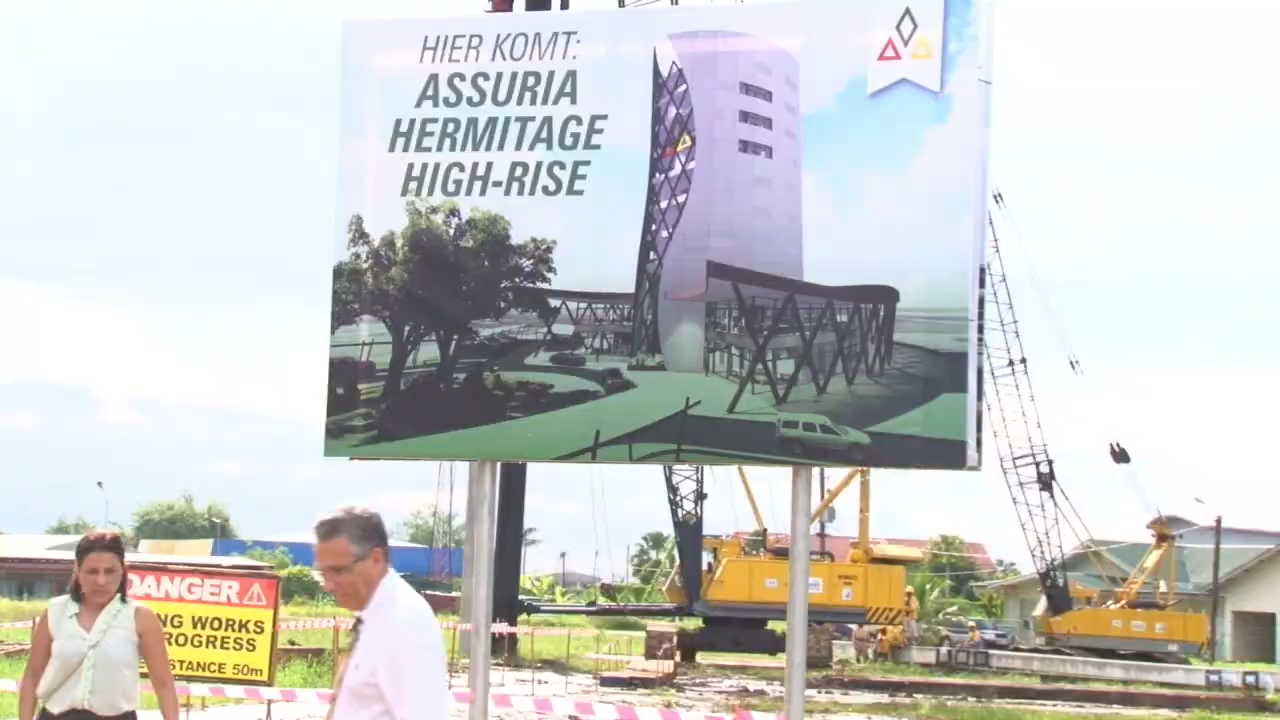 HIER KOMT:
ASSURIA
HERMITAGE
HIGH-RISE
DANGER
NG WORKS
ROGRESS
STANCE 50m